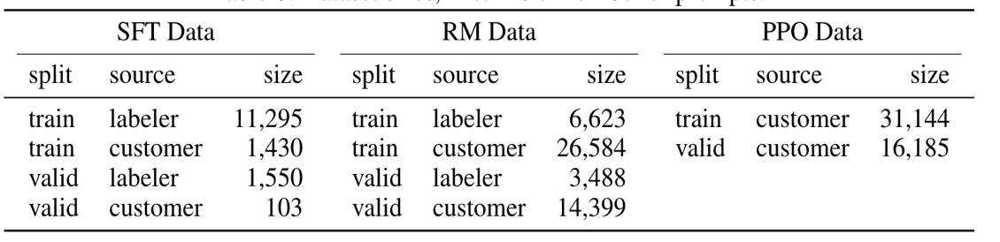 SFT Data RM Data PPO Data
split source size split source size split source size
train labeler 11,295 train labeler 6,623 train customer 31,144
train customer 1,430 train customer 26,584 valid customer 16,185
valid labeler 1,550 valid labeler 3,488
valid customer 103 valid customer 14,399